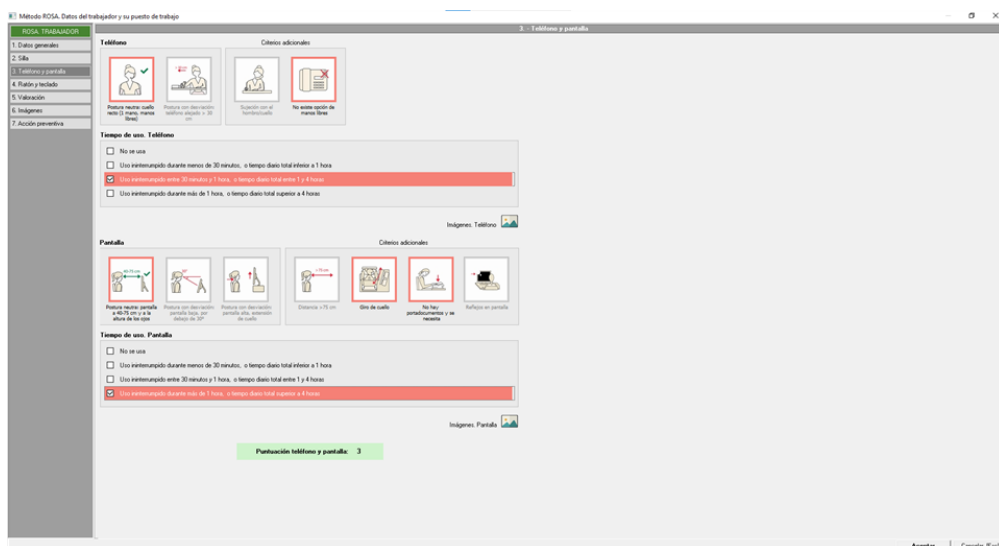 Método ROSA. Datos del trabajador y su puesto de trabajo
ROSA. TRABAJADOR
1. Datos generales
2. Silla
3. Teléfono y pantalla
4. Ratón y teclado
5. Valoración
6. Imágenes
7. Acción preventiva
3. - Teléfono y pantalla
Teléfono
Criterios adicionales
Postura neutra: cuello
recto (1 mano, manos
libres)
Postura con desviación:
teléfono alejado > 30
cm
Sujeción con el
hombro/cuello
No existe opción de
manos libres
Tiempo de uso. Teléfono
No se usa
Uso ininterrumpido durante menos de 30 minutos, o tiempo diario total inferior a 1 hora
Uso ininterrumpido entre 30 minutos y 1 hora, o tiempo diario total entre 1 y 4 horas
Uso ininterrumpido durante más de 1 hora, o tiempo diario total superior a 4 horas
Imágenes. Teléfono
Pantalla
Criterios adicionales
40-75 cm
30°
>75 cm
Postura neutra: pantalla
a 40-75 cm y a la
altura de los ojos
Postura con desviación:
pantalla baja, por
debajo de 30°
Postura con desviación:
pantalla alta, extensión
de cuello
Distancia >75 cm
Giro de cuello
No hay
portadocumentos y se
necesita
Reflejos en pantalla
Tiempo de uso. Pantalla
No se usa
Uso ininterrumpido durante menos de 30 minutos, o tiempo diario total inferior a 1 hora
Uso ininterrumpido entre 30 minutos y 1 hora, o tiempo diario total entre 1 y 4 horas
Uso ininterrumpido durante más de 1 hora, o tiempo diario total superior a 4 horas
Imágenes. Pantalla
Puntuación teléfono y pantalla: 3
Aceptar
Cancelar (Esc)